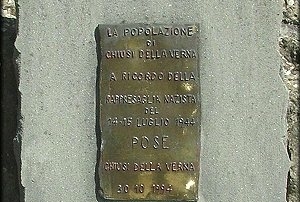 LA POPOLAZIONE
DI
CHIUSI DELLA VERNA
A RICORDO DELLA
RAPPRESAGLIA NAZISTA
DEL
14-15 LUGLIO 1944
POSE
CHIUSI DELLA VERNA
30.10.1994